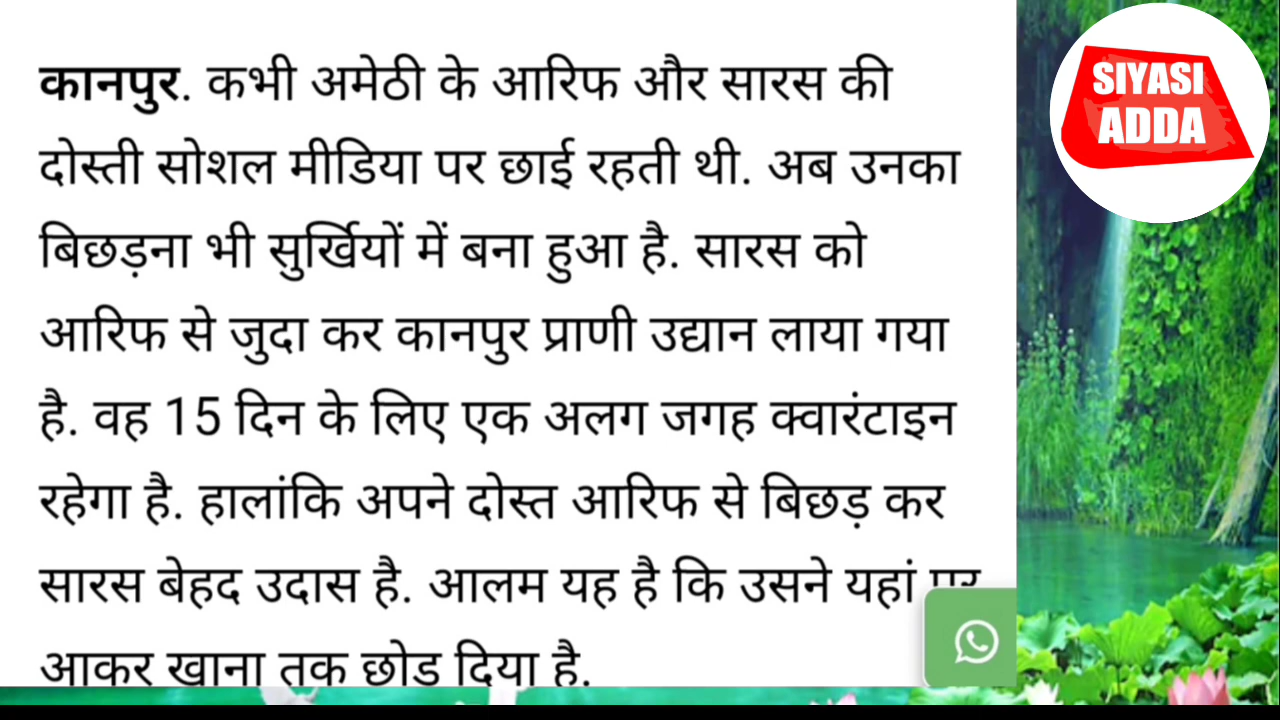 कानपुर. कभी अमेठी के आरिफ और सारस की
दोस्ती सोशल मीडिया पर छाई रहती थी. अब उनका
बिछड़ना भी सुर्खियों में बना हुआ है. सारस को
आरिफ से जुदा कर कानपुर प्राणी उद्यान लाया गया
है. वह 15 दिन के लिए एक अलग जगह क्वारंटाइन
रहेगा है. हालांकि अपने दोस्त आरिफ से बिछड़ कर
सारस बेहद उदास है. आलम यह है कि उसने यहां पर
आकर खाना तक छोड़ दिया है.
SIYASI
ADDA